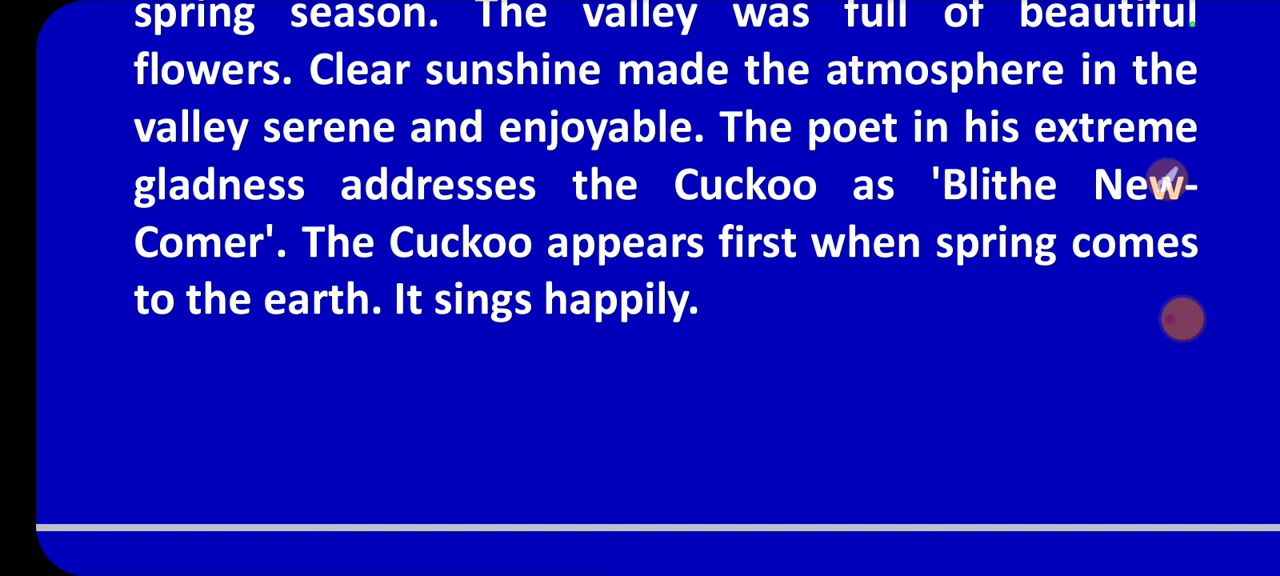 spring season. The valley was full of beautiful
flowers. Clear sunshine made the atmosphere in the
valley serene and enjoyable. The poet in his extreme
gladness addresses the Cuckoo as 'Blithe New-
Comer'. The Cuckoo appears first when spring comes
to the earth. It sings happily.